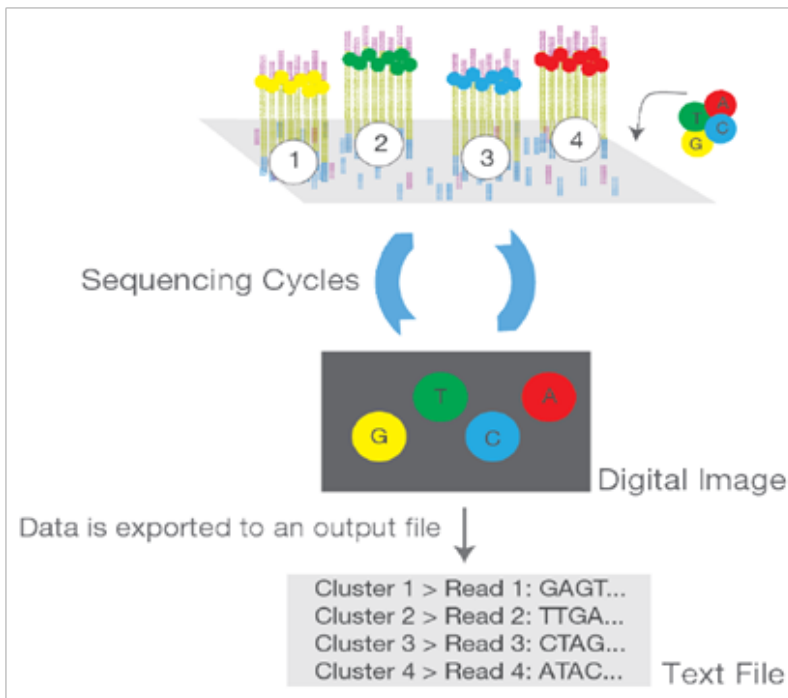 1
2
3
4
A
T
C
G
Sequencing Cycles
T
A
G
C
Digital Image
Data is exported to an output file
Cluster 1 > Read 1: GAGT...
Cluster 2 > Read 2: TTGA...
Cluster 3 > Read 3: CTAG...
Cluster 4 > Read 4: ATAC...
Text File